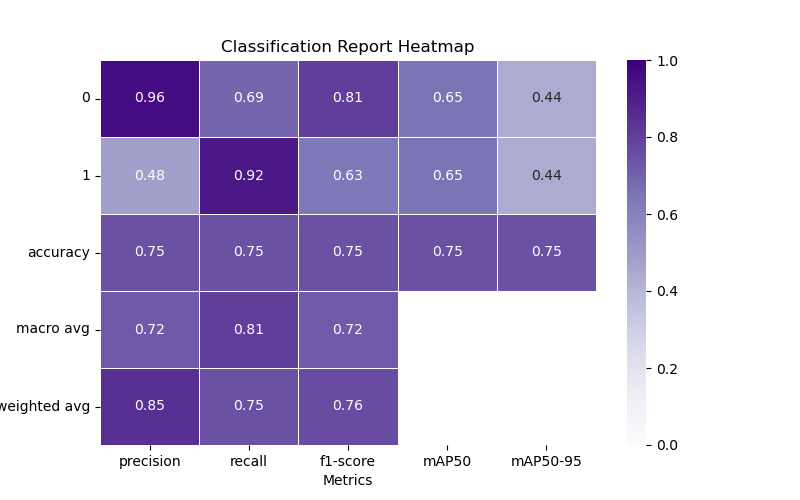 Classification Report Heatmap
0 0.96 0.69 0.81 0.65 0.44
1 0.48 0.92 0.63 0.65 0.44
accuracy 0.75 0.75 0.75 0.75 0.75
macro avg 0.72 0.81 0.72
weighted avg 0.85 0.75 0.76
precision recall f1-score mAP50 mAP50-95
Metrics
1.0
0.8
0.6
0.4
0.2
0.0